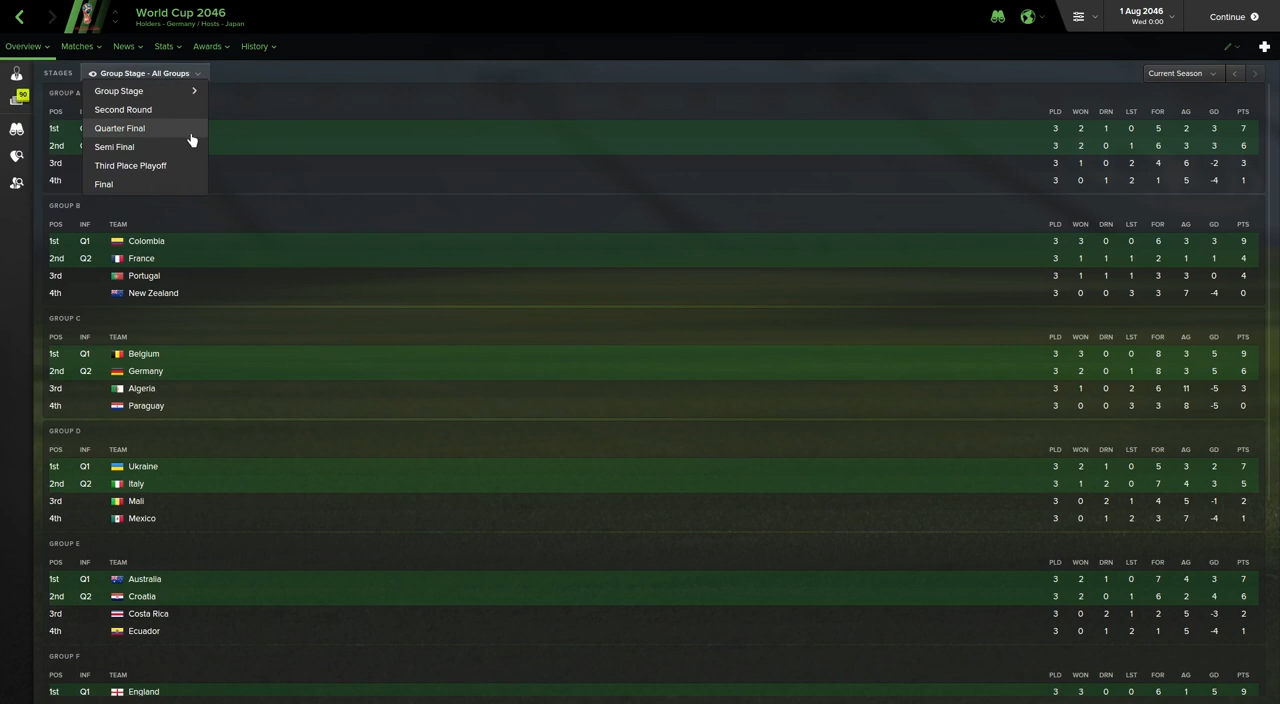 World Cup 2046
Holders - Germany / Hosts - Japan
1 Aug 2046
Wed 0:00
Continue
Overview Matches News Stats Awards History
STAGES Group Stage - All Groups Current Season
90
Group Stage
Second Round
Quarter Final
Semi Final
Third Place Playoff
Final
GROUP A
POS PLD WON DRN LST FOR AG GD PTS
1st 3 2 1 0 5 2 3 7
2nd 3 2 0 1 6 3 3 6
3rd 3 1 0 2 4 6 -2 3
4th 3 0 1 2 1 5 -4 1
GROUP B
POS INF TEAM PLD WON DRN LST FOR AG GD PTS
1st Q1 Colombia 3 3 0 0 6 3 3 9
2nd Q2 France 3 1 1 1 2 1 1 4
3rd Portugal 3 1 1 1 3 3 0 4
4th New Zealand 3 0 0 3 3 7 -4 0
GROUP C
POS INF TEAM PLD WON DRN LST FOR AG GD PTS
1st Q1 Belgium 3 3 0 0 8 3 5 9
2nd Q2 Germany 3 2 0 1 8 3 5 6
3rd Algeria 3 1 0 2 6 11 -5 3
4th Paraguay 3 0 0 3 3 8 -5 0
GROUP D
POS INF TEAM PLD WON DRN LST FOR AG GD PTS
1st Q1 Ukraine 3 2 1 0 5 3 2 7
2nd Q2 Italy 3 1 2 0 7 4 3 5
3rd Mali 3 0 2 1 4 5 -1 2
4th Mexico 3 0 1 2 3 7 -4 1
GROUP E
POS INF TEAM PLD WON DRN LST FOR AG GD PTS
1st Q1 Australia 3 2 1 0 7 4 3 7
2nd Q2 Croatia 3 2 0 1 6 2 4 6
3rd Costa Rica 3 0 2 1 2 5 -3 2
4th Ecuador 3 0 1 2 1 5 -4 1
GROUP F
POS INF TEAM PLD WON DRN LST FOR AG GD PTS
1st Q1 England 3 3 0 0 6 1 5 9